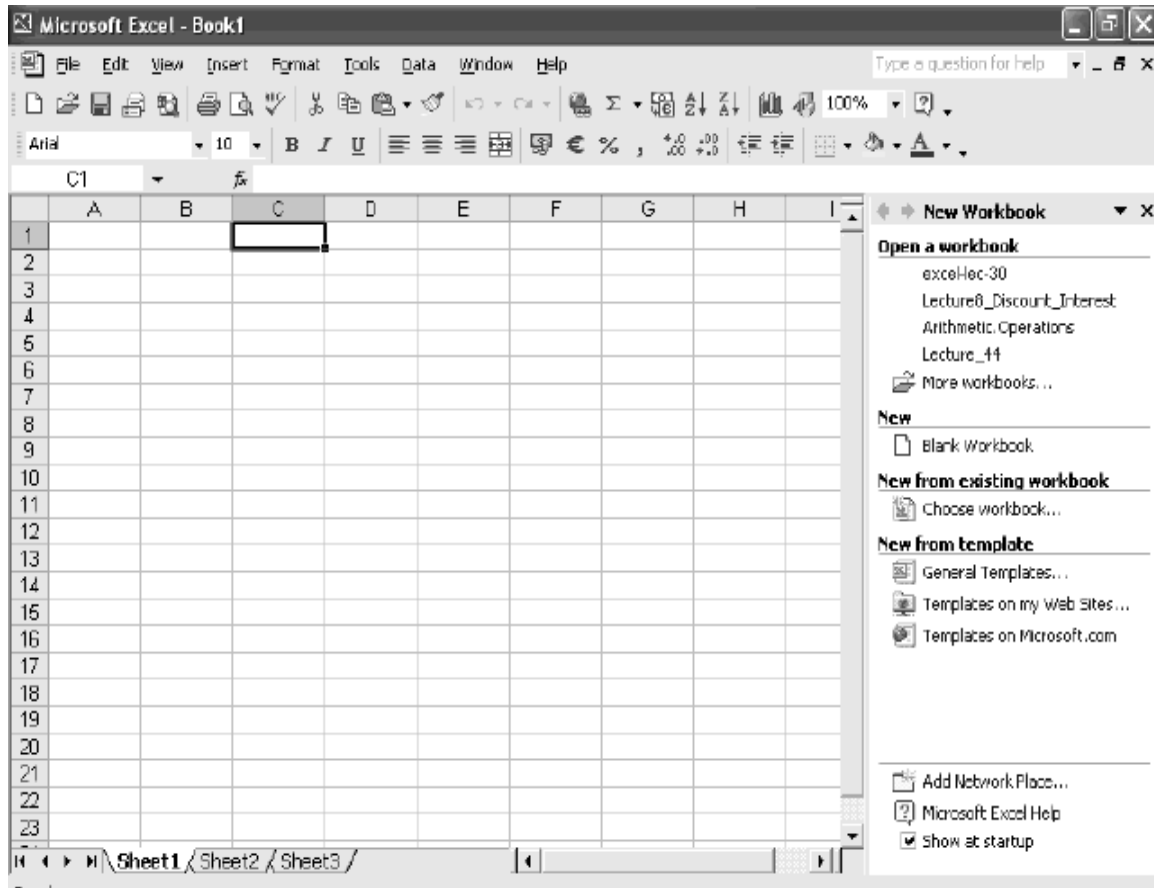 Microsoft Excel - Book1
File Edit View Insert Format Tools Data Window Help Type a question for help
100%
Arial 10 B I U € % ,
C1 fx
A B C D E F G H I
New Workbook
Open a workbook
1
excel-lec-30
2
3
Lecture8_Discount_Interest
4
Arithmetic Operations
5
Lecture_44
6
More workbooks...
7
New
8
Blank Workbook
9
10
New from existing workbook
11
Choose workbook...
12
New from template
13
General Templates...
14
Templates on my Web Sites...
15
16
Templates on Microsoft.com
17
18
19
20
21
Add Network Place...
22
Microsoft Excel Help
23
Show at startup
Sheet1 Sheet2 Sheet3